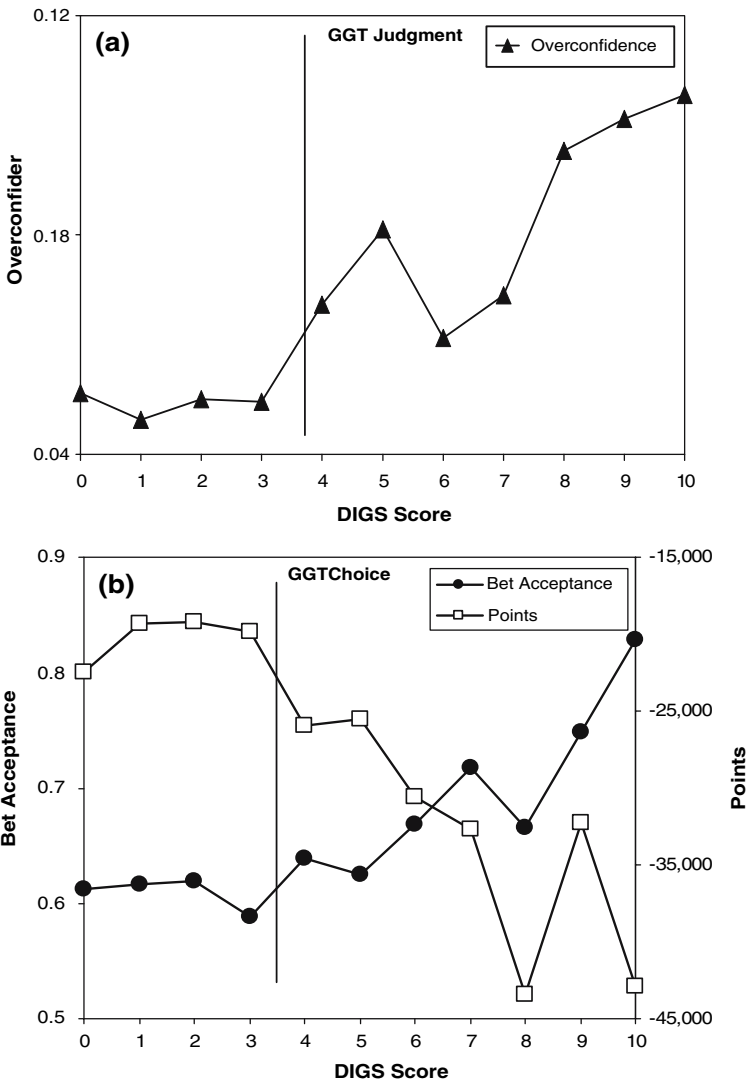 0.12
(a)
GGT Judgment
Overconfidence
Overconfider
0.18
0.04
0 1 2 3 4 5 6 7 8 9 10
DIGS Score
0.9
-15,000
(b)
GGTChoice
Bet Acceptance
Points
0.8
-25,000
Bet Acceptance
Points
0.7
-35,000
0.6
0.5
-45,000
0 1 2 3 4 5 6 7 8 9 10
DIGS Score